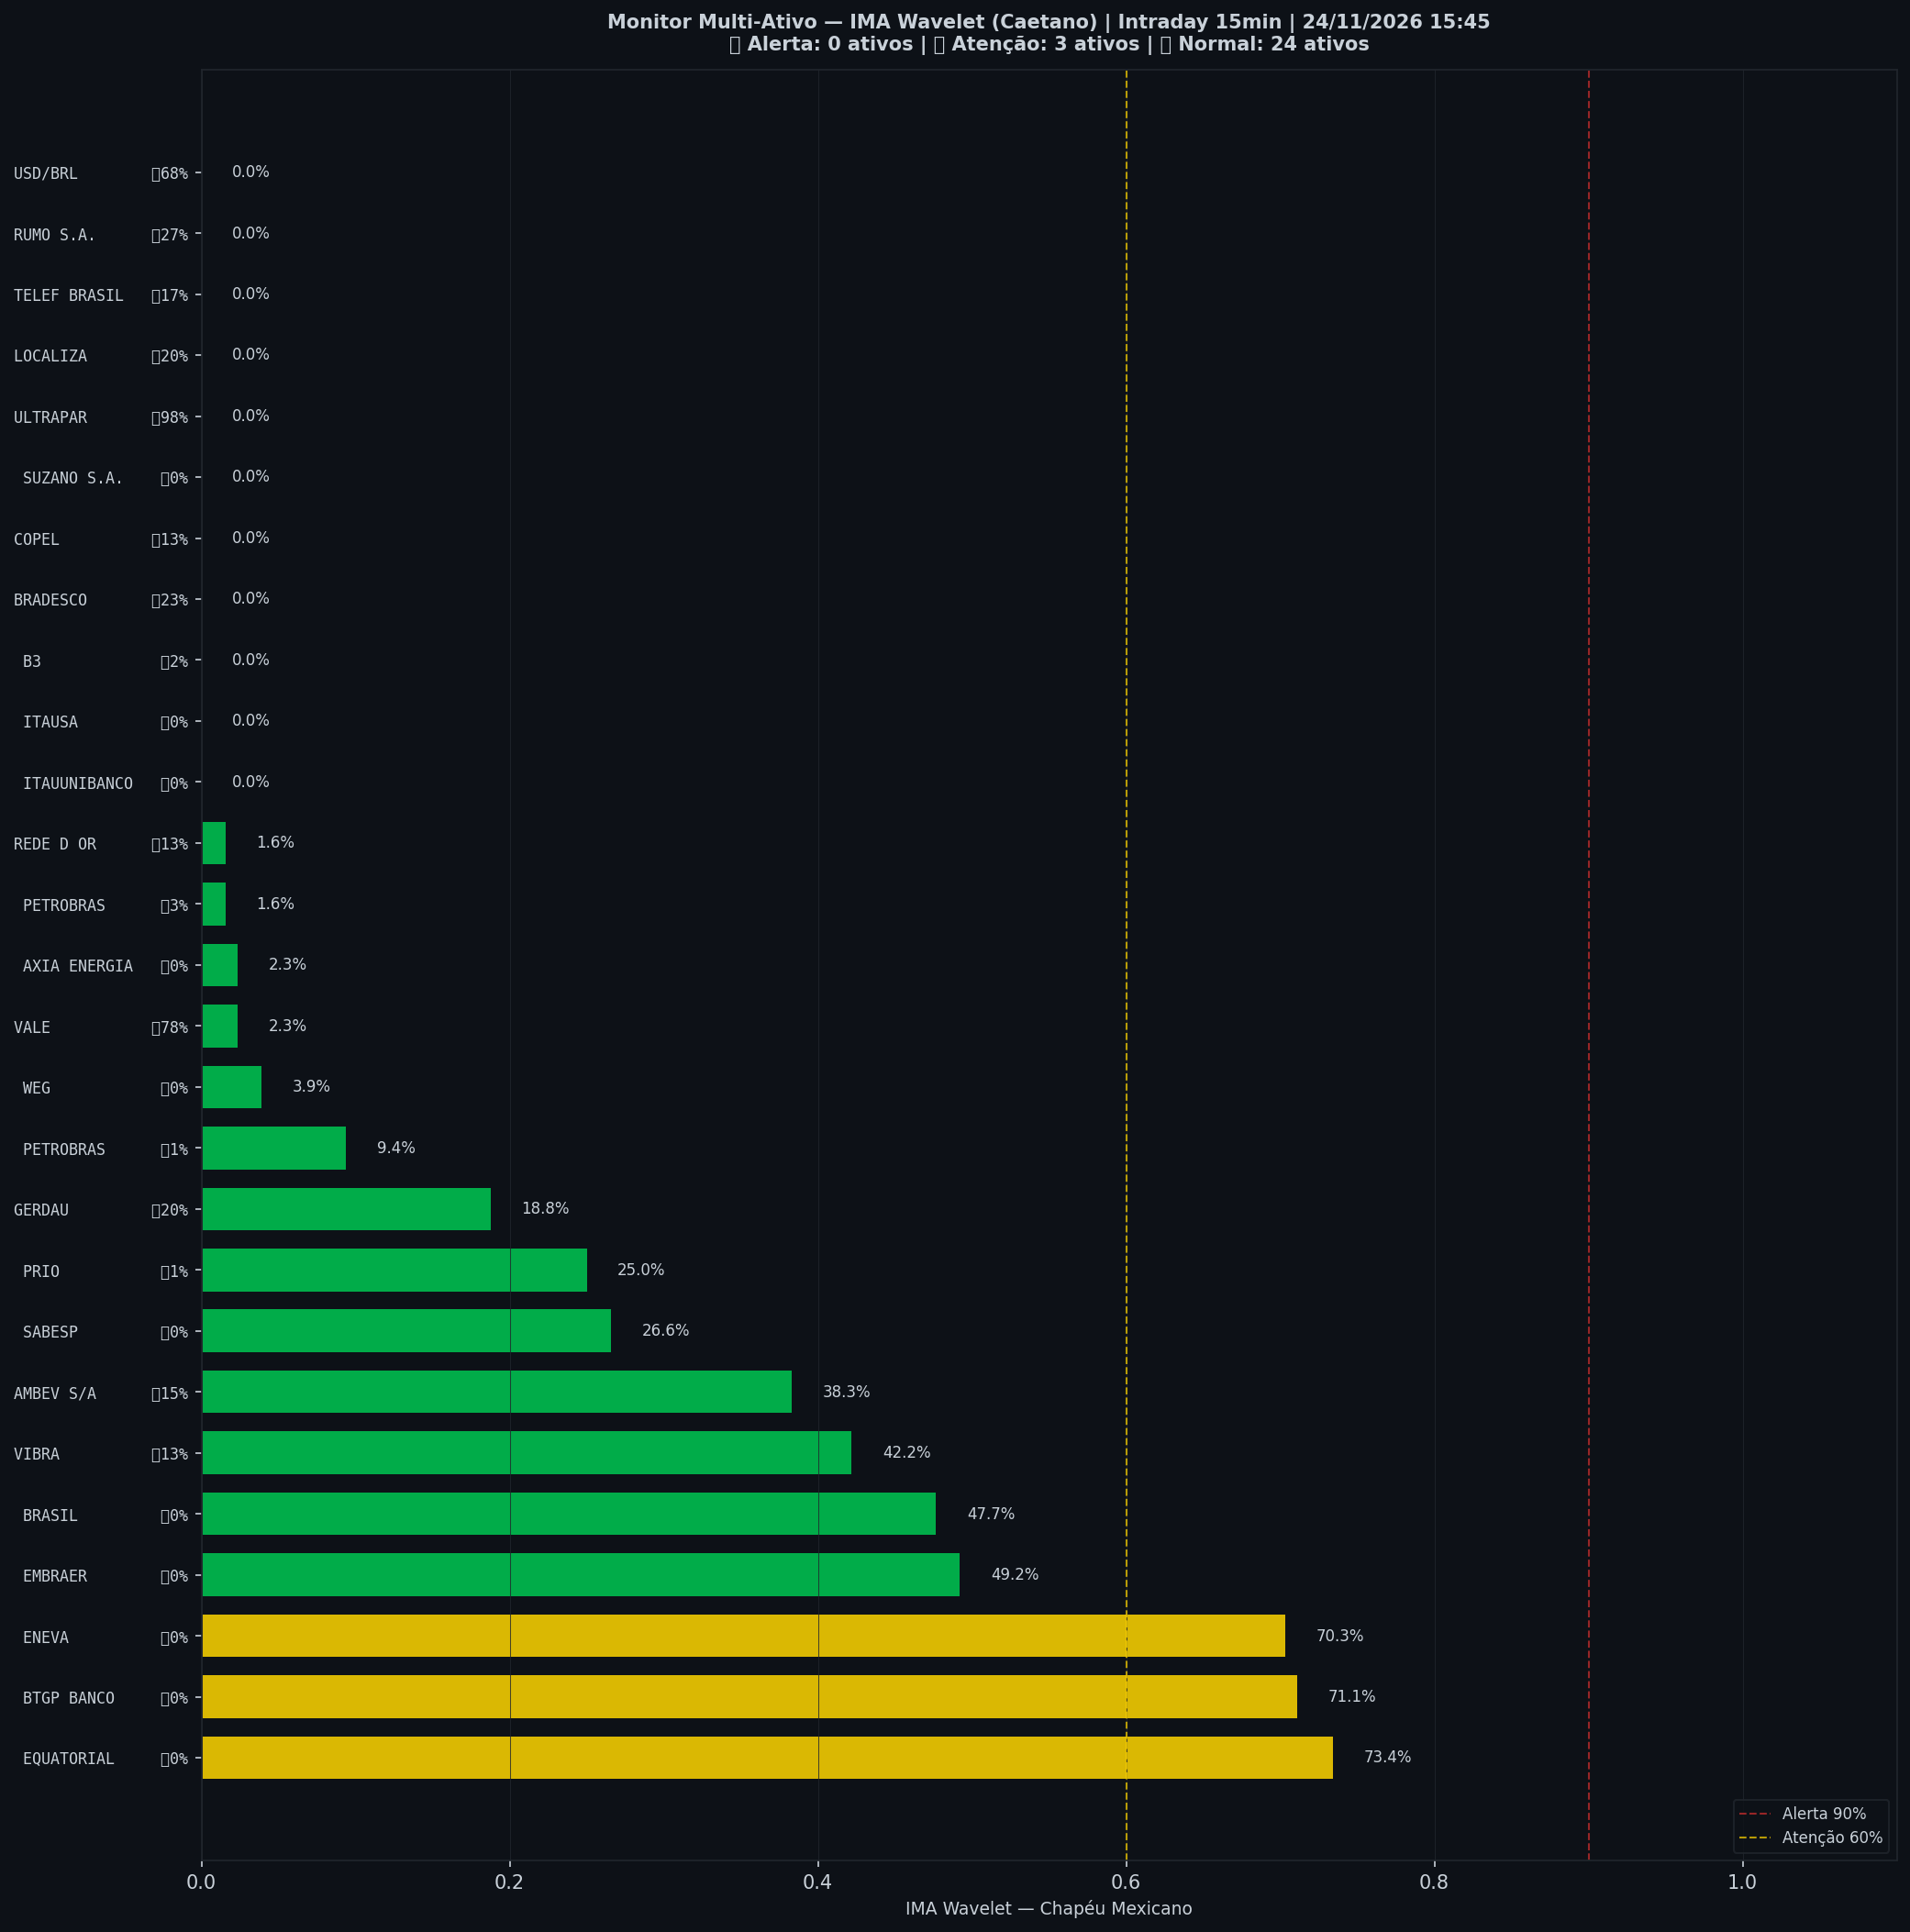 Monitor Multi-Ativo — IMA Wavelet (Caetano) | Intraday 15min | 24/11/2026 15:45
▯ Alerta: 0 ativos | ▯ Atenção: 3 ativos | ▯ Normal: 24 ativos
USD/BRL ▯68% 0.0%
RUMO S.A. ▯27% 0.0%
TELEF BRASIL ▯17% 0.0%
LOCALIZA ▯20% 0.0%
ULTRAPAR ▯98% 0.0%
SUZANO S.A. ▯0% 0.0%
COPEL ▯13% 0.0%
BRADESCO ▯23% 0.0%
B3 ▯2% 0.0%
ITAUSA ▯0% 0.0%
ITAUUNIBANCO ▯0% 0.0%
REDE D OR ▯13% 1.6%
PETROBRAS ▯3% 1.6%
AXIA ENERGIA ▯0% 2.3%
VALE ▯78% 2.3%
WEG ▯0% 3.9%
PETROBRAS ▯1% 9.4%
GERDAU ▯20% 18.8%
PRIO ▯1% 25.0%
SABESP ▯0% 26.6%
AMBEV S/A ▯15% 38.3%
VIBRA ▯13% 42.2%
BRASIL ▯0% 47.7%
EMBRAER ▯0% 49.2%
ENEVA ▯0% 70.3%
BTGP BANCO ▯0% 71.1%
EQUATORIAL ▯0% 73.4%
Alerta 90%
Atenção 60%
0.0 0.2 0.4 0.6 0.8 1.0
IMA Wavelet — Chapéu Mexicano